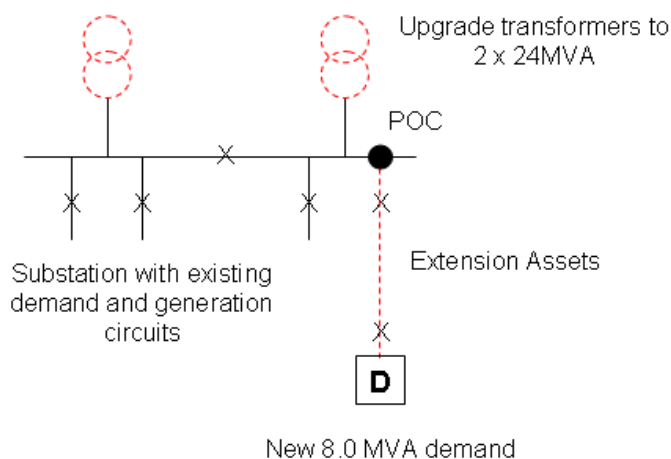 Upgrade transformers to
2 x 24MVA
POC
Extension Assets
Substation with existing
demand and generation
circuits
D
New 8.0 MVA demand